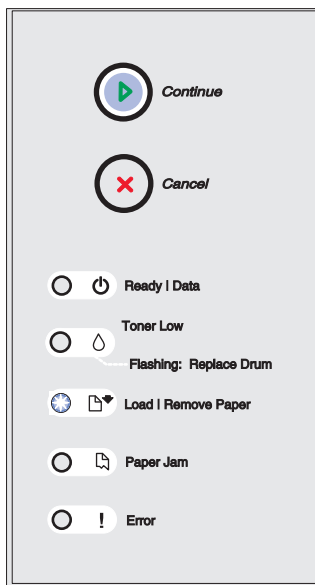 Continue
Cancel
Ready | Data
Toner Low
Flashing: Replace Drum
Load | Remove Paper
Paper Jam
! Error